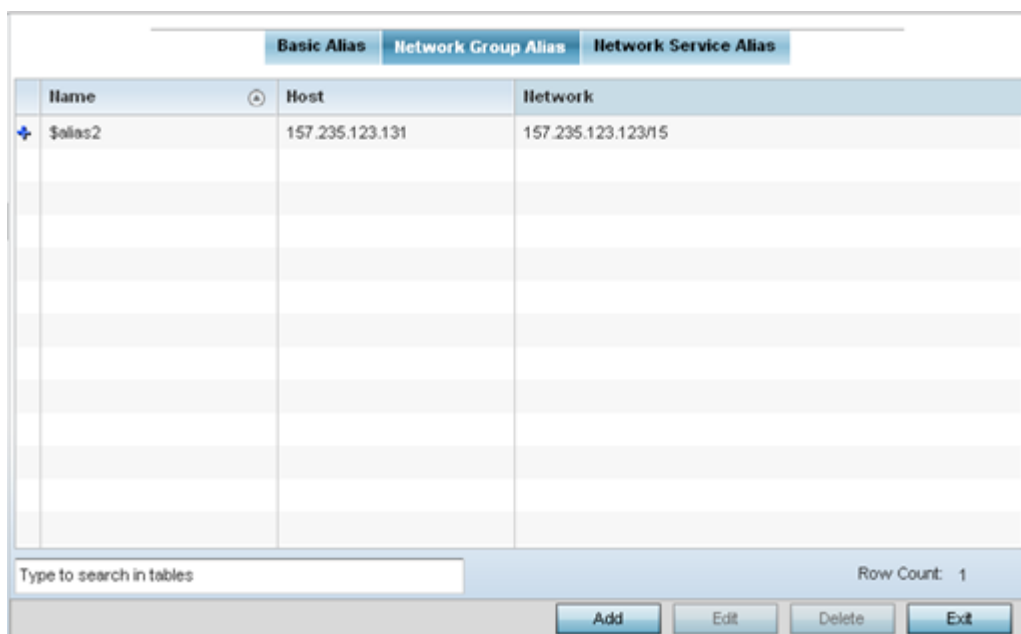 Basic Alias Network Group Alias Network Service Alias
Name Host Network
$alias2 157.235.123.131 157.235.123.123/15
Type to search in tables Row Count: 1
Add Edit Delete Exit